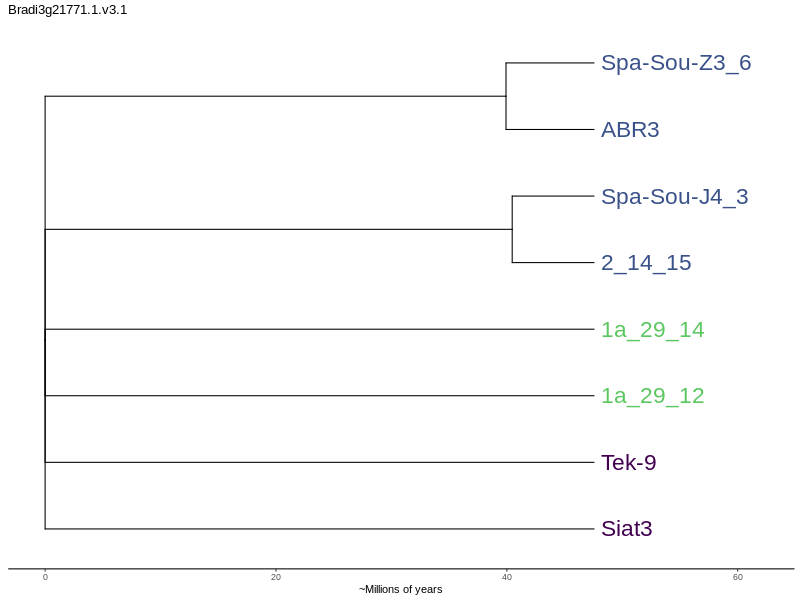 Bradi3g21771.1.v3.1
Spa-Sou-Z3_6
ABR3
Spa-Sou-J4_3
2_14_15
1a_29_14
1a_29_12
Tek-9
Siat3
0 20 40 60
~Millions of years